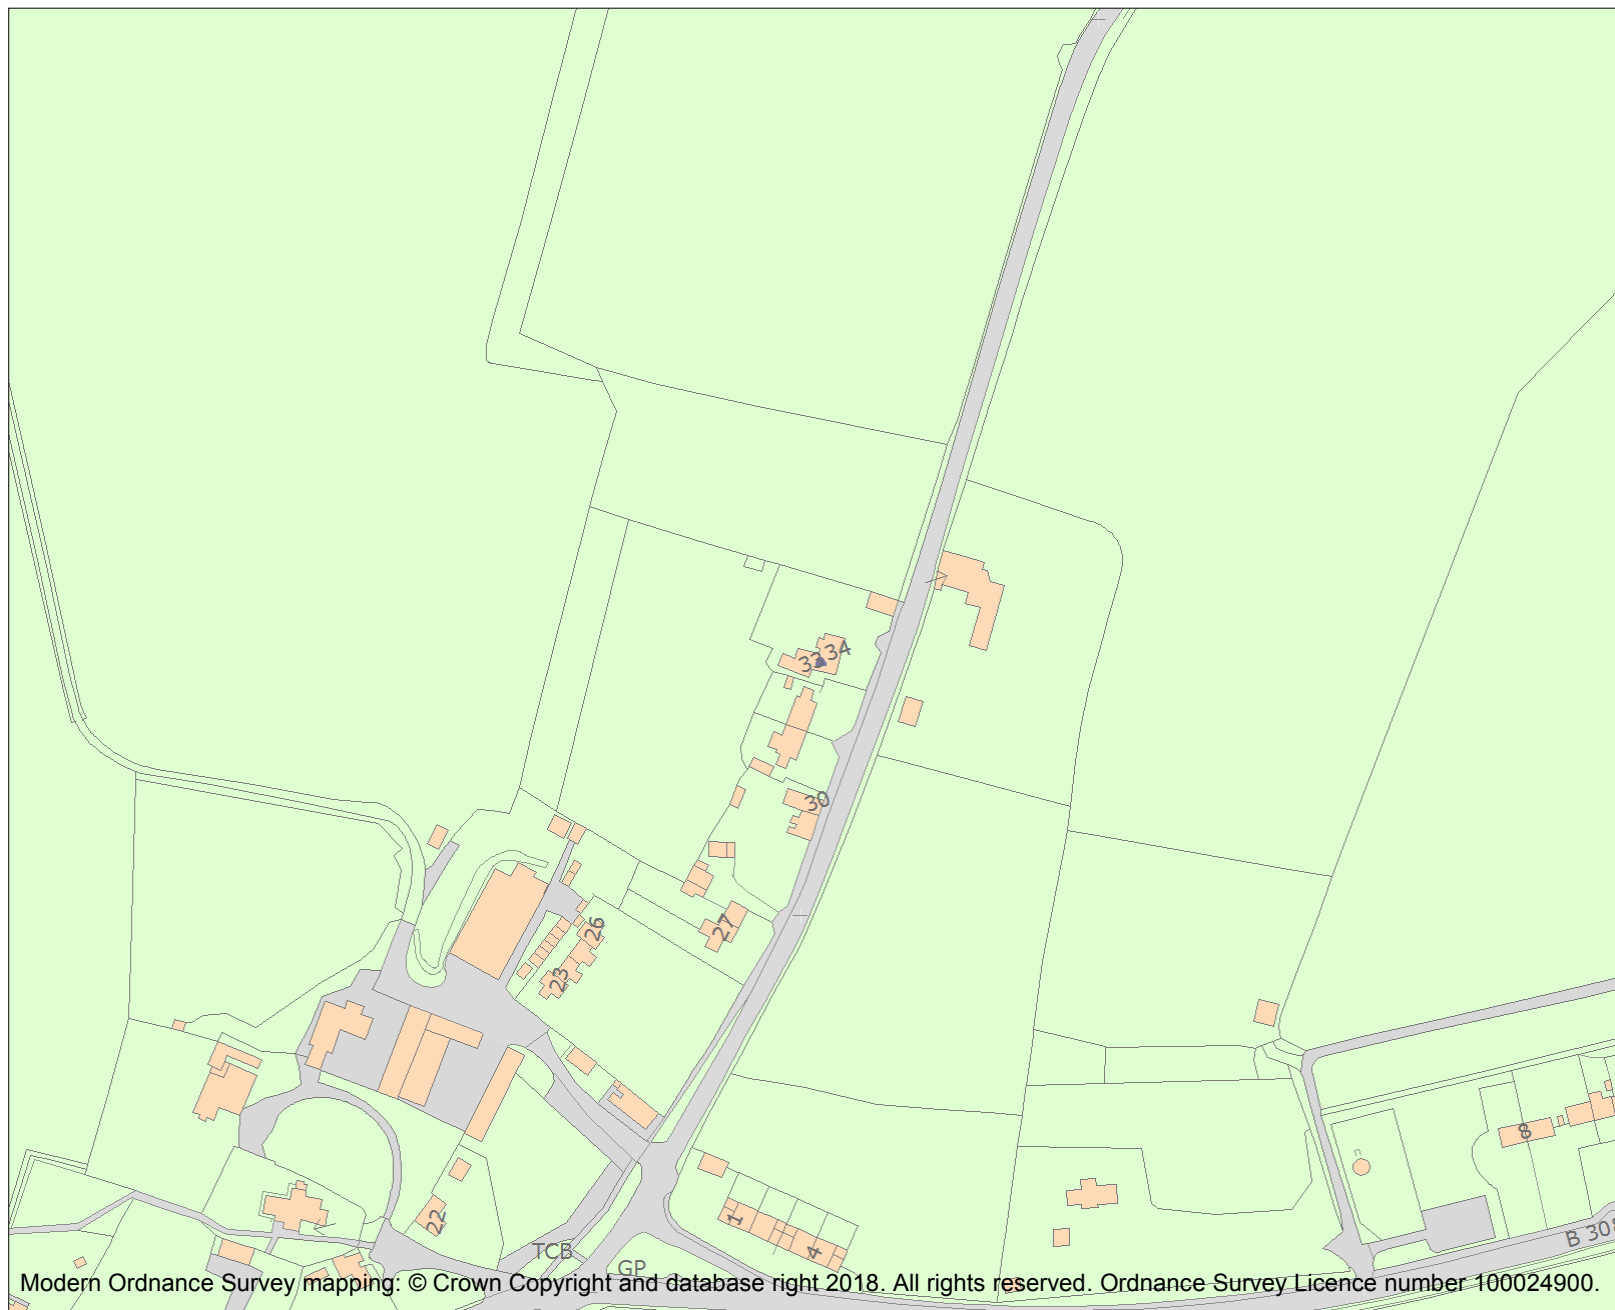 33 34
30
27
26
23
8
22
1
4
TCB
GP
B 308
Modern Ordnance Survey mapping: © Crown Copyright and database right 2018. All rights reserved. Ordnance Survey Licence number 100024900.